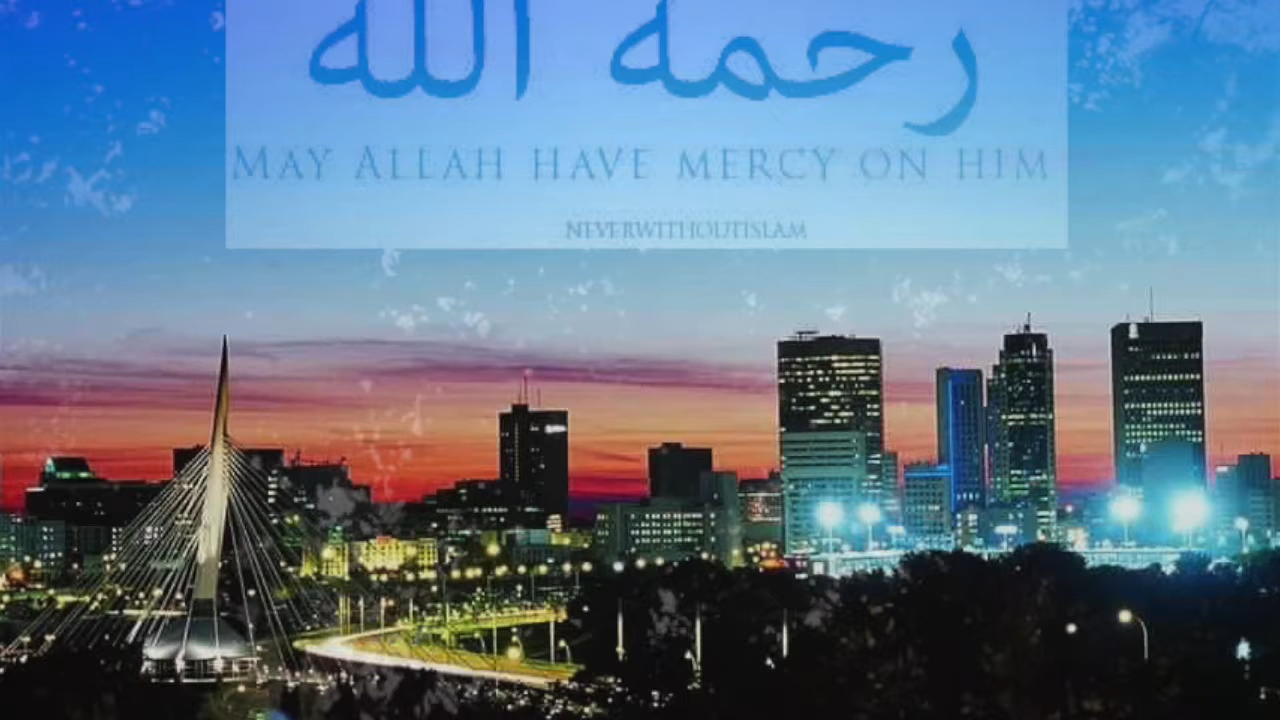 رحمه الله
MAY ALLAH HAVE MERCY ON HIM
NEVERWITHOUTISLAM